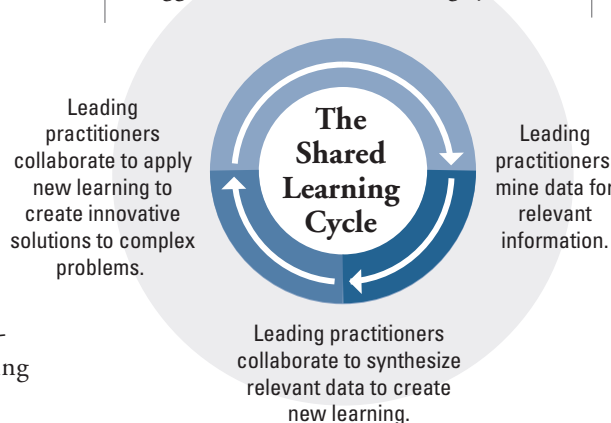 The
Shared
Learning
Cycle
Leading
practitioners
collaborate to apply
new learning to
create innovative
solutions to complex
problems.
Leading
practitioners
mine data for
relevant
information.
Leading practitioners
collaborate to synthesize
relevant data to create
new learning.